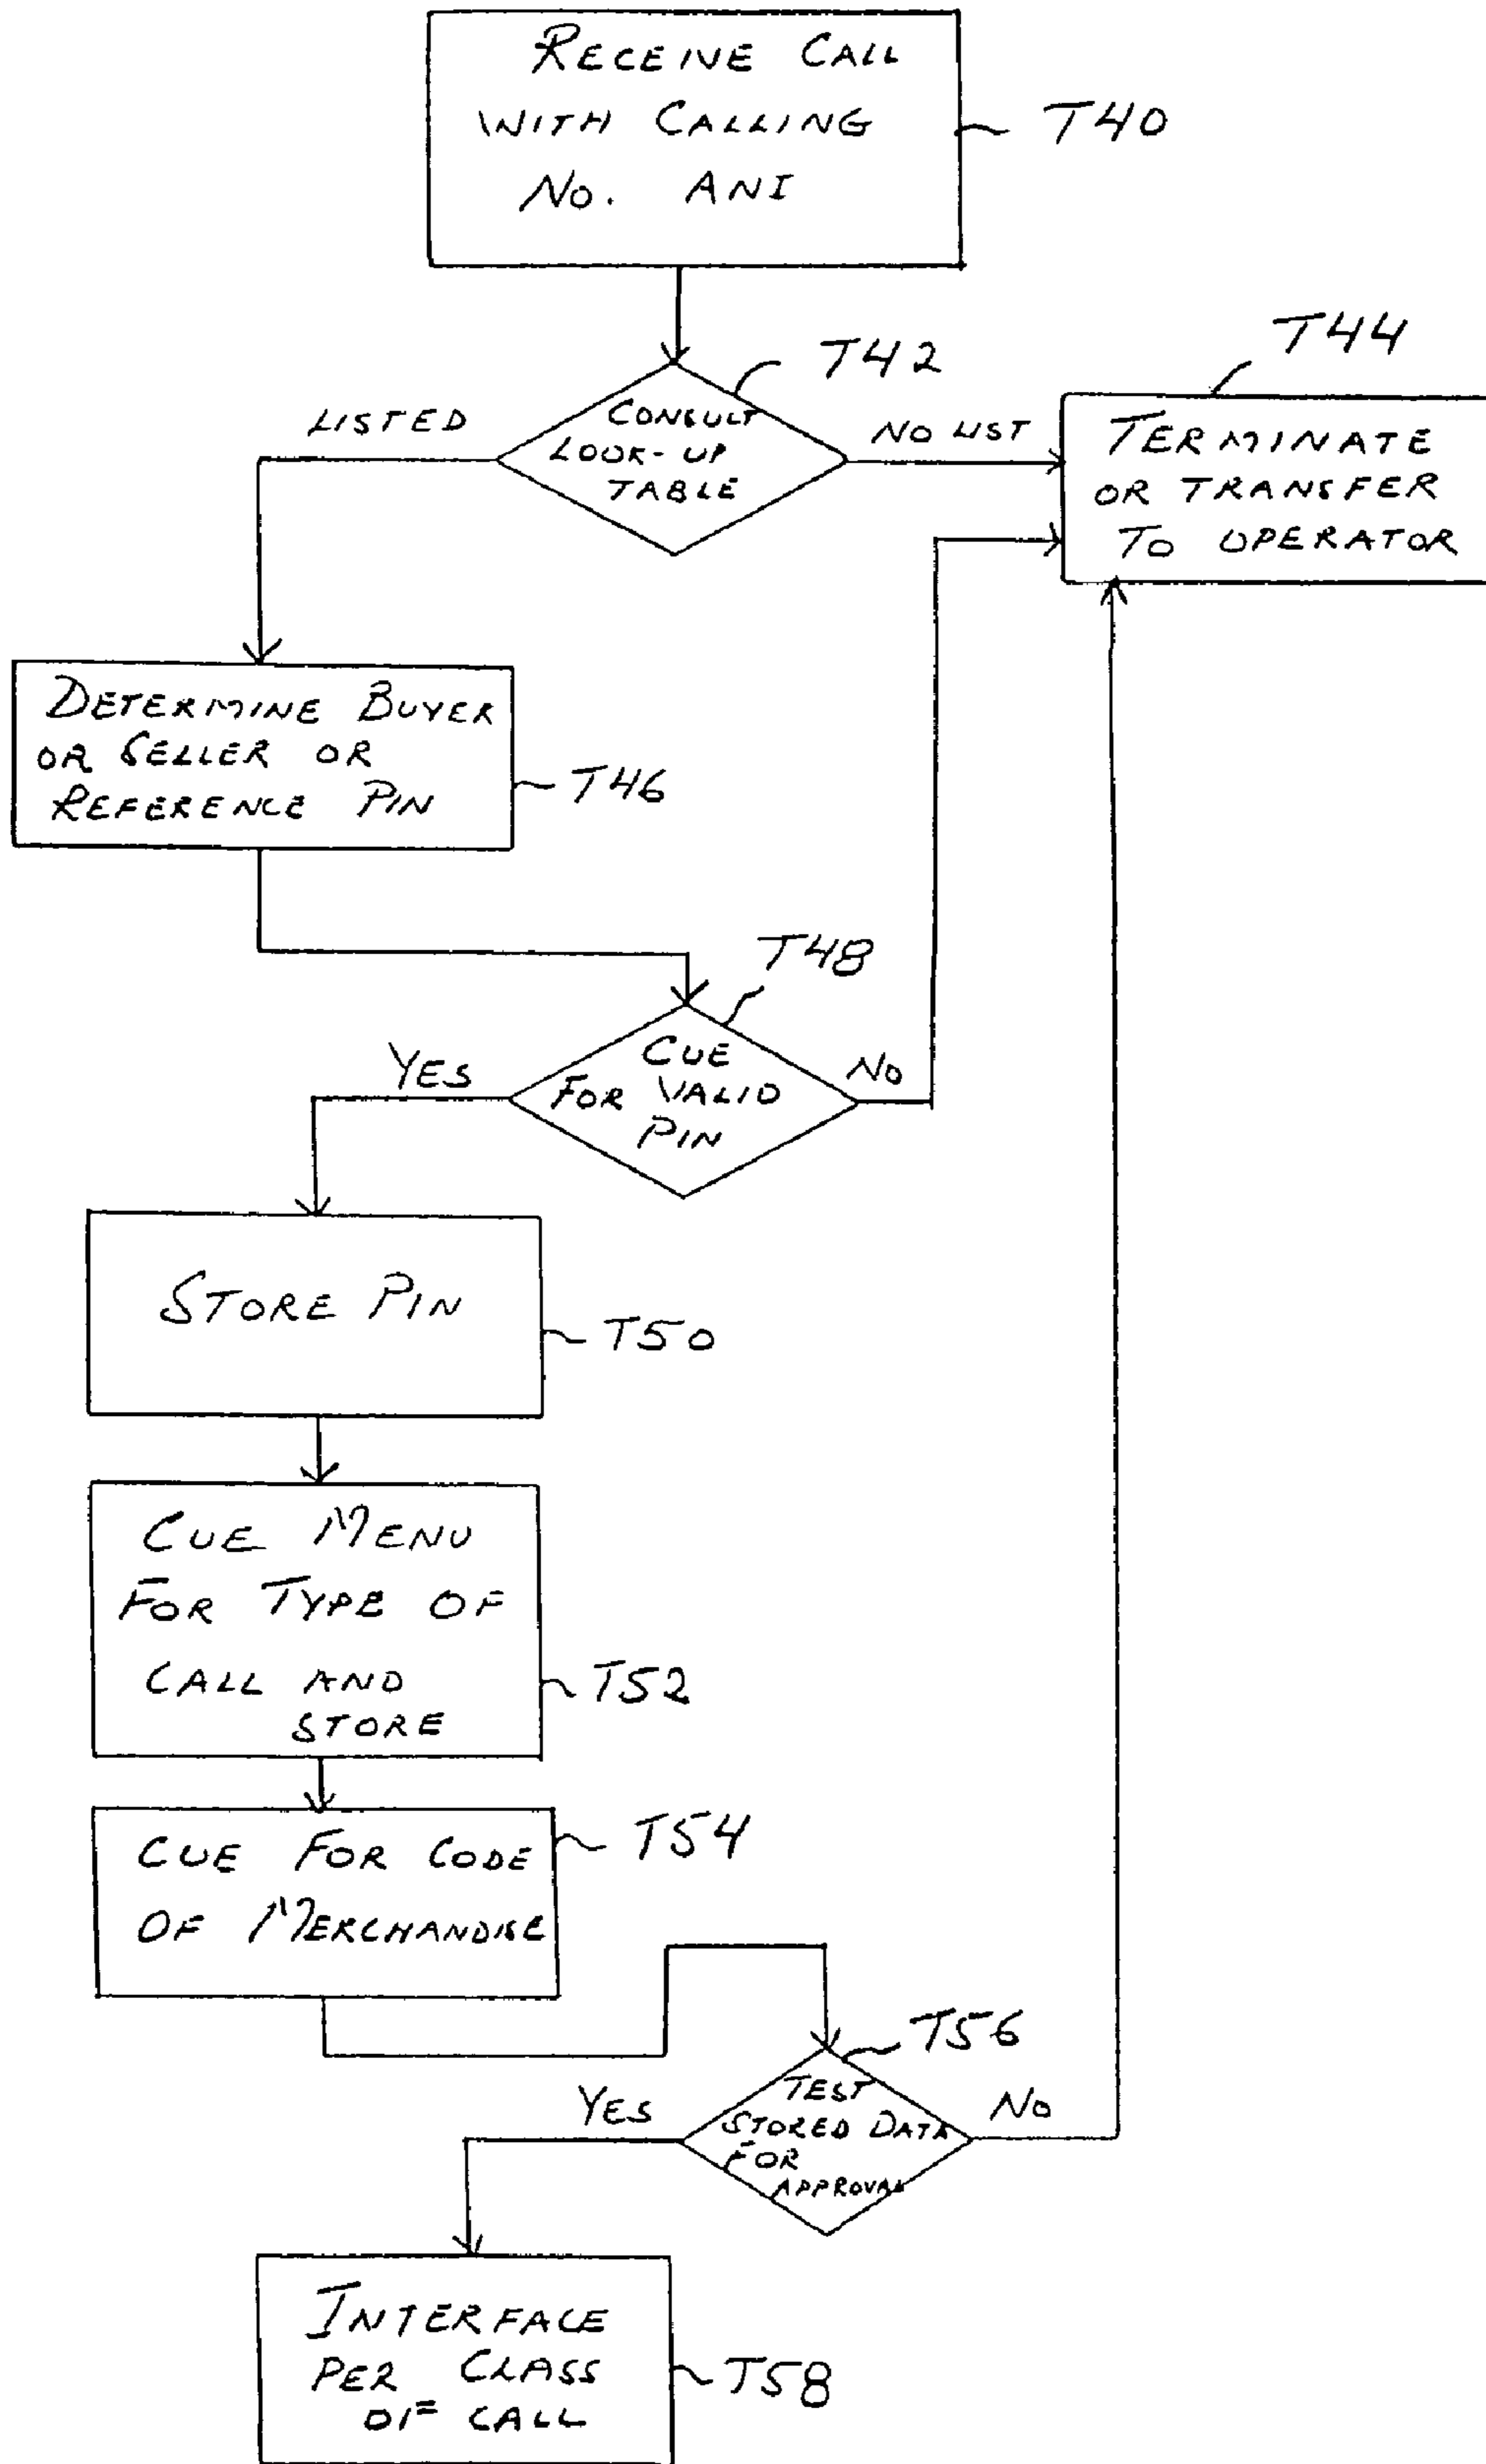 RECEIVE CALL
WITH CALLING
NO. ANI
T40
T42
CONSULT
LOOK-UP
TABLE
LISTED
NO LIST
T44
TERMINATE
OR TRANSFER
TO OPERATOR
DETERMINE BUYER
OR SELLER OR
REFERENCE PIN
T46
T48
CUE
FOR VALID
PIN
YES
NO
STORE PIN
T50
CUE MENU
FOR TYPE OF
CALL AND
STORE
T52
CUE FOR CODE
OF MERCHANDISE
T54
T56
TEST
STORED DATA
FOR
APPROVAL
YES
NO
INTERFACE
PER CLASS
OF CALL
T58